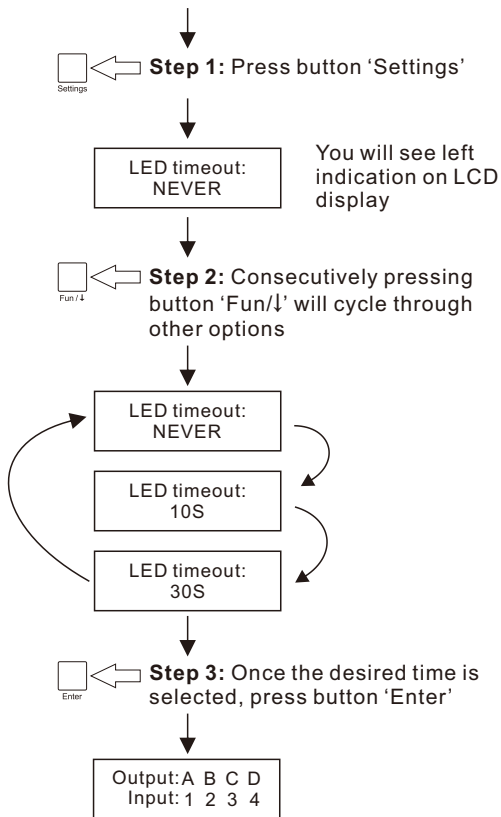 Step 1: Press button ‘Settings’
Settings
LED timeout:
NEVER
You will see left
indication on LCD
display
Step 2: Consecutively pressing
button ‘Fun/↓’ will cycle through
other options
Fun/↓
LED timeout:
NEVER
LED timeout:
10S
LED timeout:
30S
Step 3: Once the desired time is
selected, press button ‘Enter’
Enter
Output: A B C D
Input: 1 2 3 4